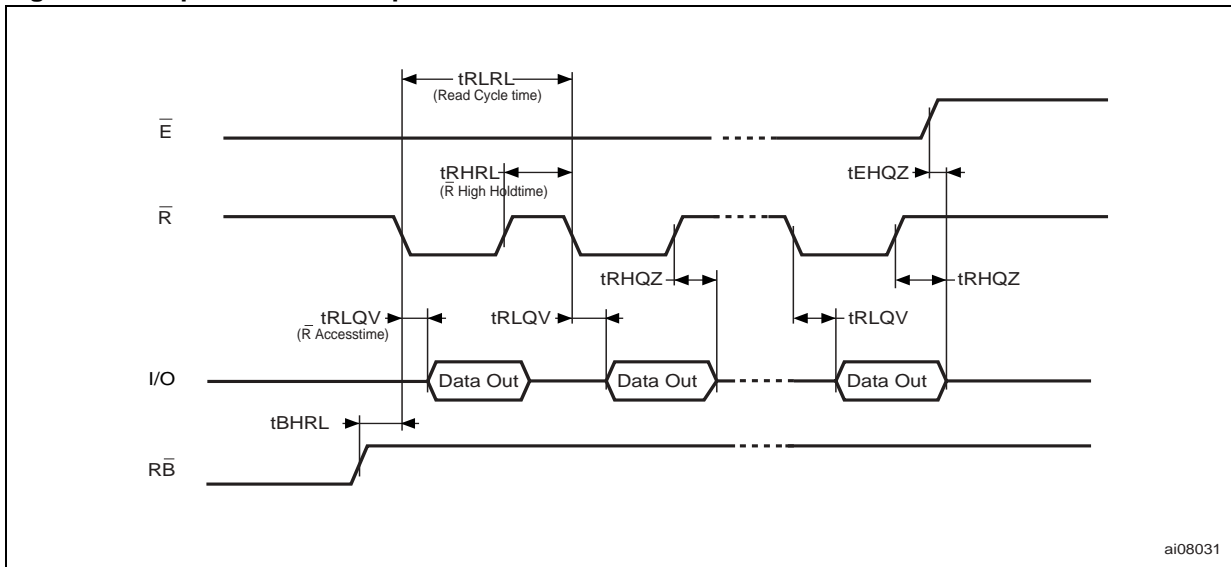 tRLRL
(Read Cycle time)
E̅
tRHRL
(R̅ High Holdtime)
tEHQZ
R̅
tRHQZ
tRHQZ
tRLQV
(R̅ Accesstime)
tRLQV
tRLQV
I/O
Data Out
Data Out
Data Out
tBHRL
RB̅
ai08031